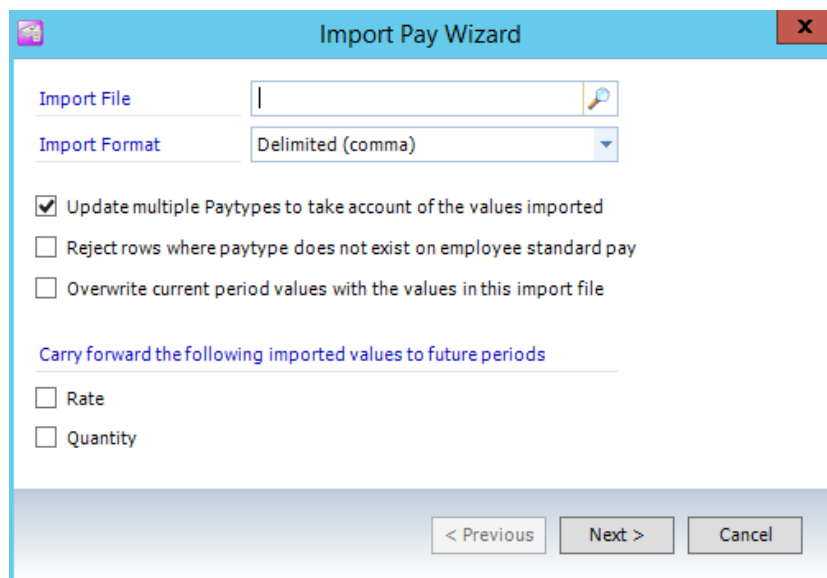 Import Pay Wizard
x
Import File
Import Format Delimited (comma)
Update multiple Paytypes to take account of the values imported
Reject rows where paytype does not exist on employee standard pay
Overwrite current period values with the values in this import file
Carry forward the following imported values to future periods
Rate
Quantity
< Previous Next > Cancel